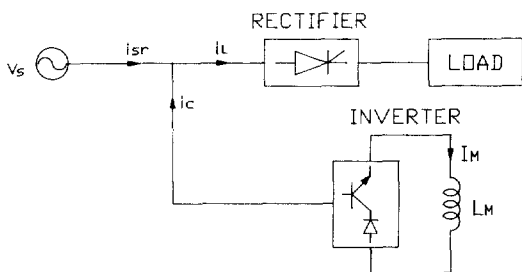 RECTIFIER
isr
iL
Vs
LOAD
ic
INVERTER
IM
LM